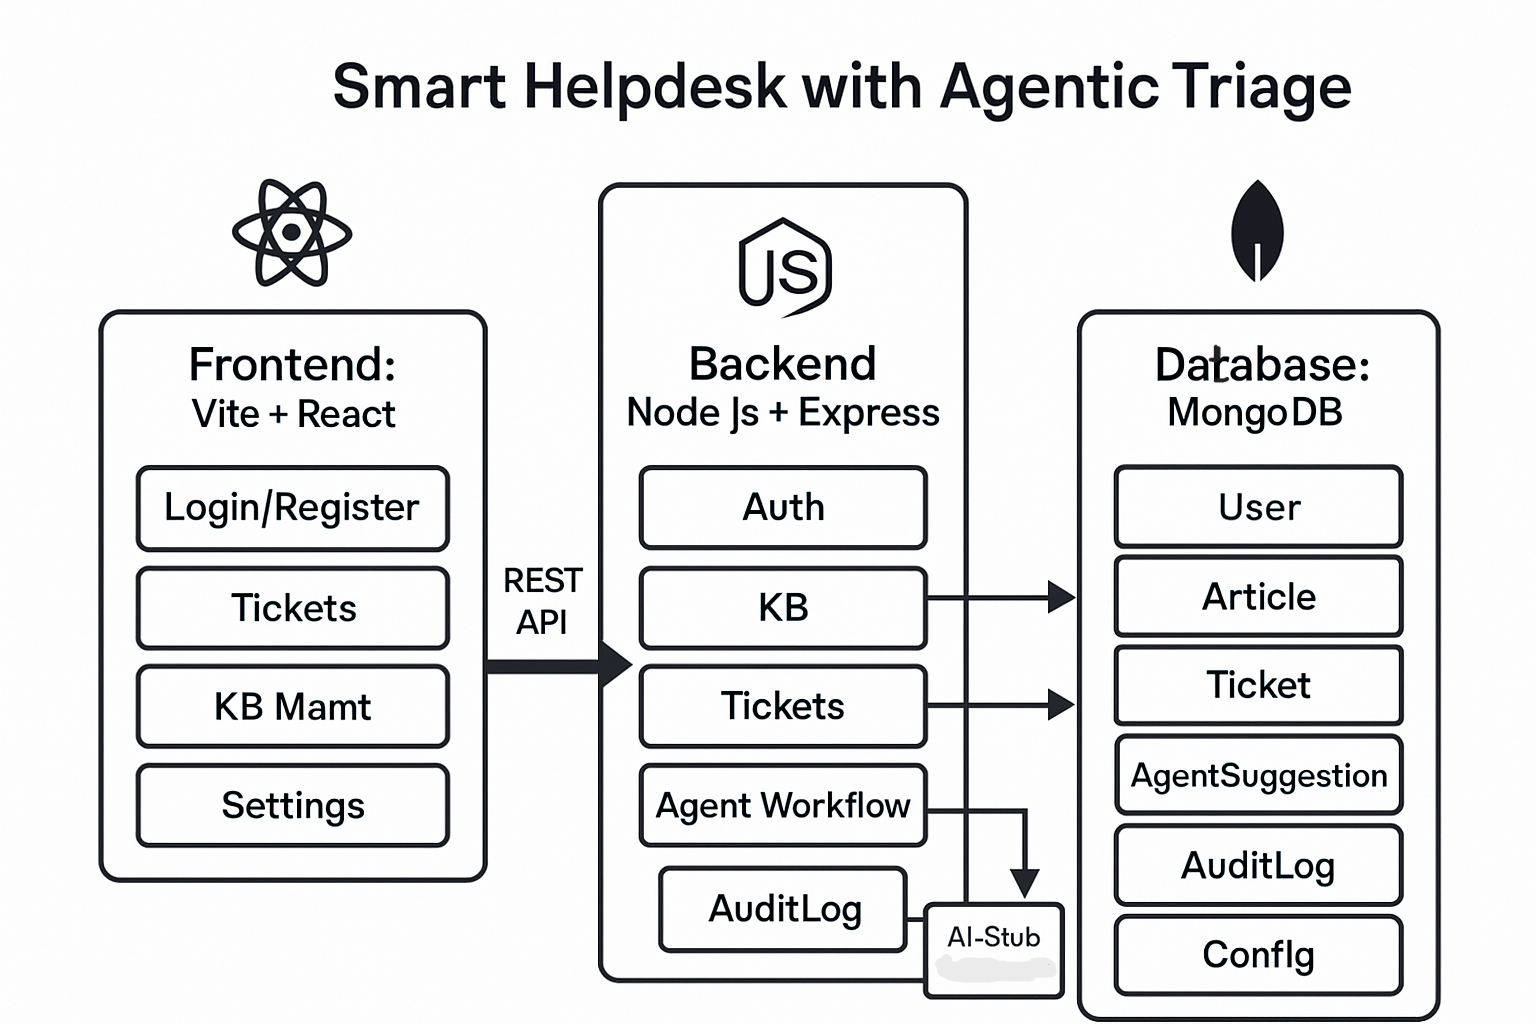 Smart Helpdesk with Agentic Triage
Frontend:
Vite + React
Login/Register
Tickets
KB Mamt
Settings
REST
API
JS
Backend
Node Js + Express
Auth
KB
Tickets
Agent Workflow
AuditLog
AI-Stub
Database:
MongoDB
User
Article
Ticket
AgentSuggestion
AuditLog
Conflg